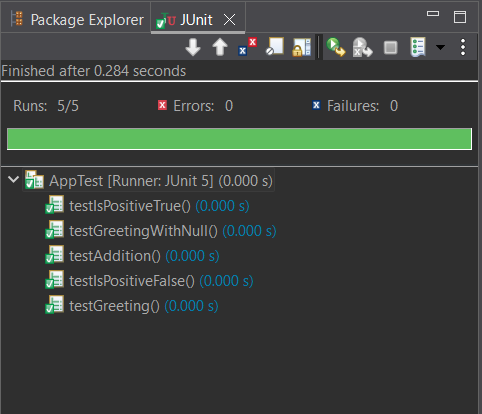 Package Explorer JUnit
Finished after 0.284 seconds
Runs: 5/5 Errors: 0 Failures: 0
AppTest [Runner: JUnit 5] (0.000 s)
testIsPositiveTrue() (0.000 s)
testGreetingWithNull() (0.000 s)
testAddition() (0.000 s)
testIsPositiveFalse() (0.000 s)
testGreeting() (0.000 s)